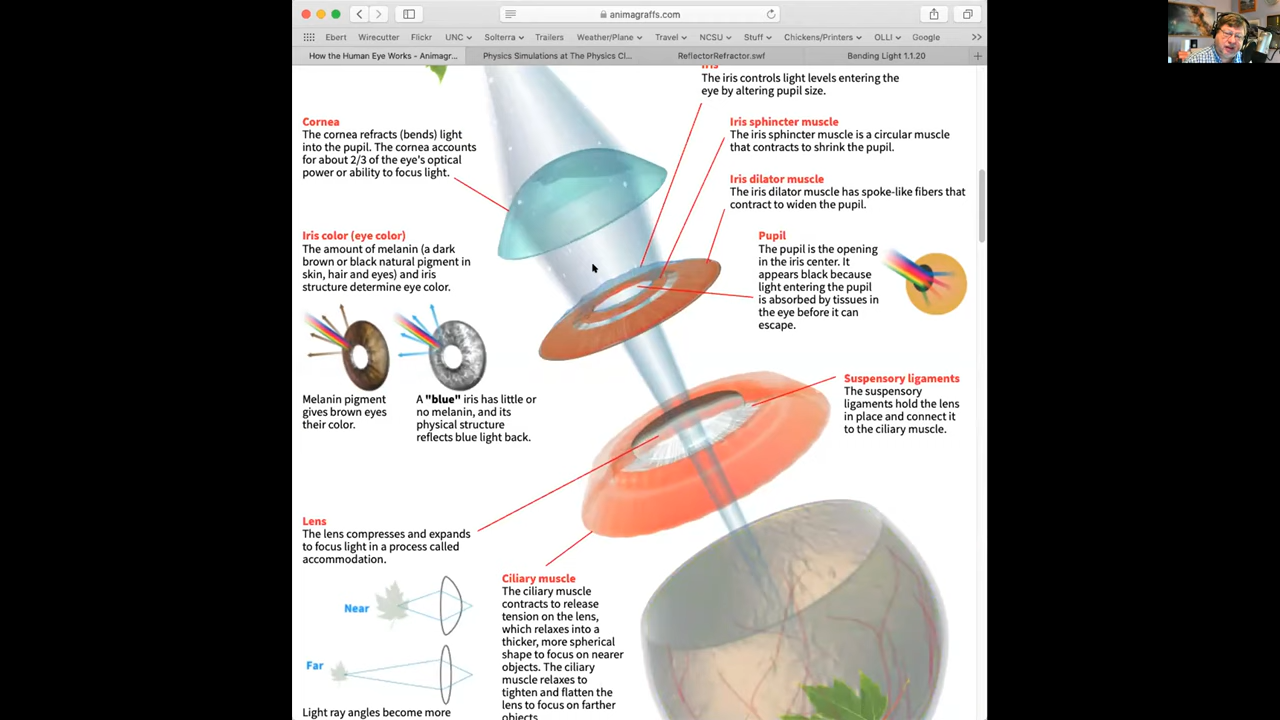 animagraffs.com
Ebert Wirecutter Flickr UNC Solterra Trailers Weather/Plane Travel NCSU Stuff Chickens/Printers OLLI Google
How the Human Eye Works - Animagr... Physics Simulations at The Physics Cl... ReflectorRefractor.swf Bending Light 1.1.20
Iris
The iris controls light levels entering the
eye by altering pupil size.
Cornea
The cornea refracts (bends) light
into the pupil. The cornea accounts
for about 2/3 of the eye's optical
power or ability to focus light.
Iris sphincter muscle
The iris sphincter muscle is a circular muscle
that contracts to shrink the pupil.
Iris dilator muscle
The iris dilator muscle has spoke-like fibers that
contract to widen the pupil.
Iris color (eye color)
The amount of melanin (a dark
brown or black natural pigment in
skin, hair and eyes) and iris
structure determine eye color.
Pupil
The pupil is the opening
in the iris center. It
appears black because
light entering the pupil
is absorbed by tissues in
the eye before it can
escape.
Melanin pigment
gives brown eyes
their color.
A "blue" iris has little or
no melanin, and its
physical structure
reflects blue light back.
Suspensory ligaments
The suspensory
ligaments hold the lens
in place and connect it
to the ciliary muscle.
Lens
The lens compresses and expands
to focus light in a process called
accommodation.
Near
Far
Light ray angles become more
Ciliary muscle
The ciliary muscle
contracts to release
tension on the lens,
which relaxes into a
thicker, more spherical
shape to focus on nearer
objects. The ciliary
muscle relaxes to
tighten and flatten the
lens to focus on farther
objects.